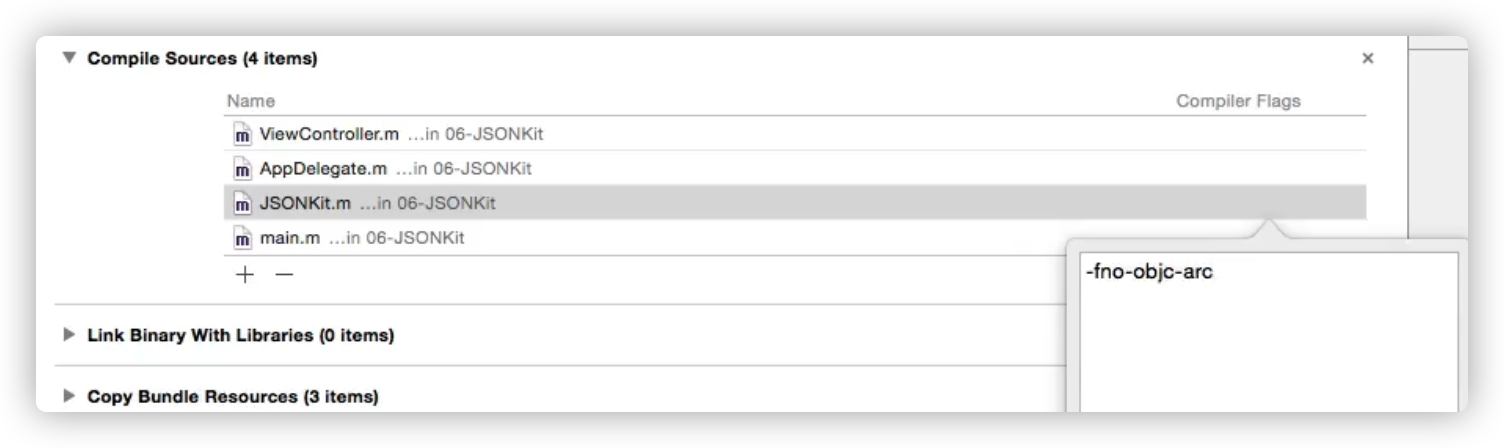 Compile Sources (4 items)
Name Compiler Flags
m ViewController.m ...in 06-JSONKit
m AppDelegate.m ...in 06-JSONKit
m JSONKit.m ...in 06-JSONKit
m main.m ...in 06-JSONKit
-fno-objc-arc
Link Binary With Libraries (0 items)
Copy Bundle Resources (3 items)